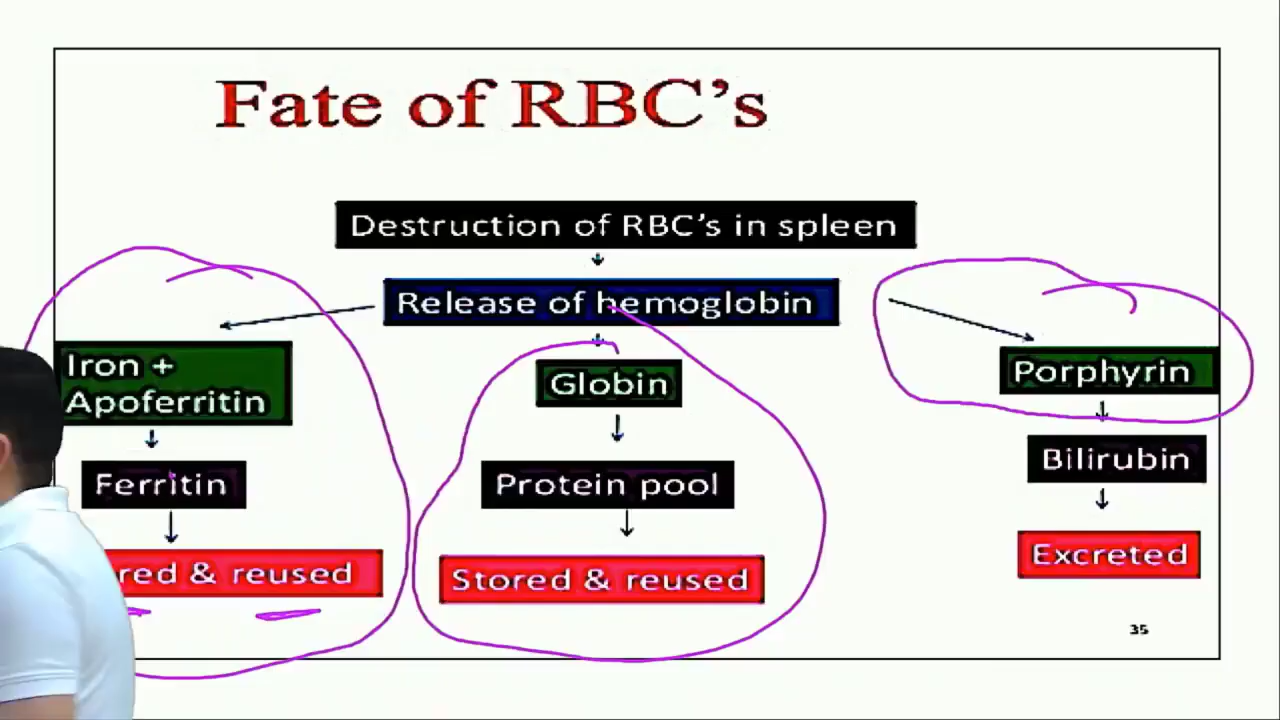 Fate of RBC’s
Destruction of RBC’s in spleen
Release of hemoglobin
Iron +
Apoferritin
Ferritin
& reused
Globin
Protein pool
Stored & reused
Porphyrin
Bilirubin
Excreted
35